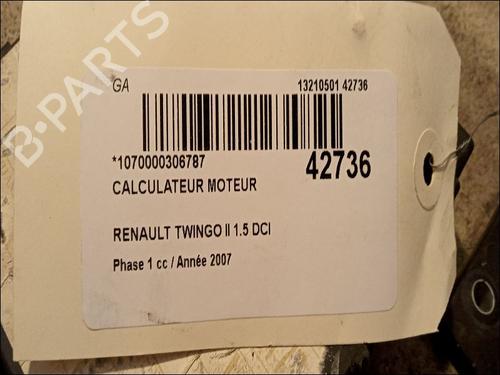 B-PARTS
GA
13210501 42736
*1070000306787
42736
CALCULATEUR MOTEUR
RENAULT TWINGO II 1.5 DCI
Phase 1 cc / Année 2007